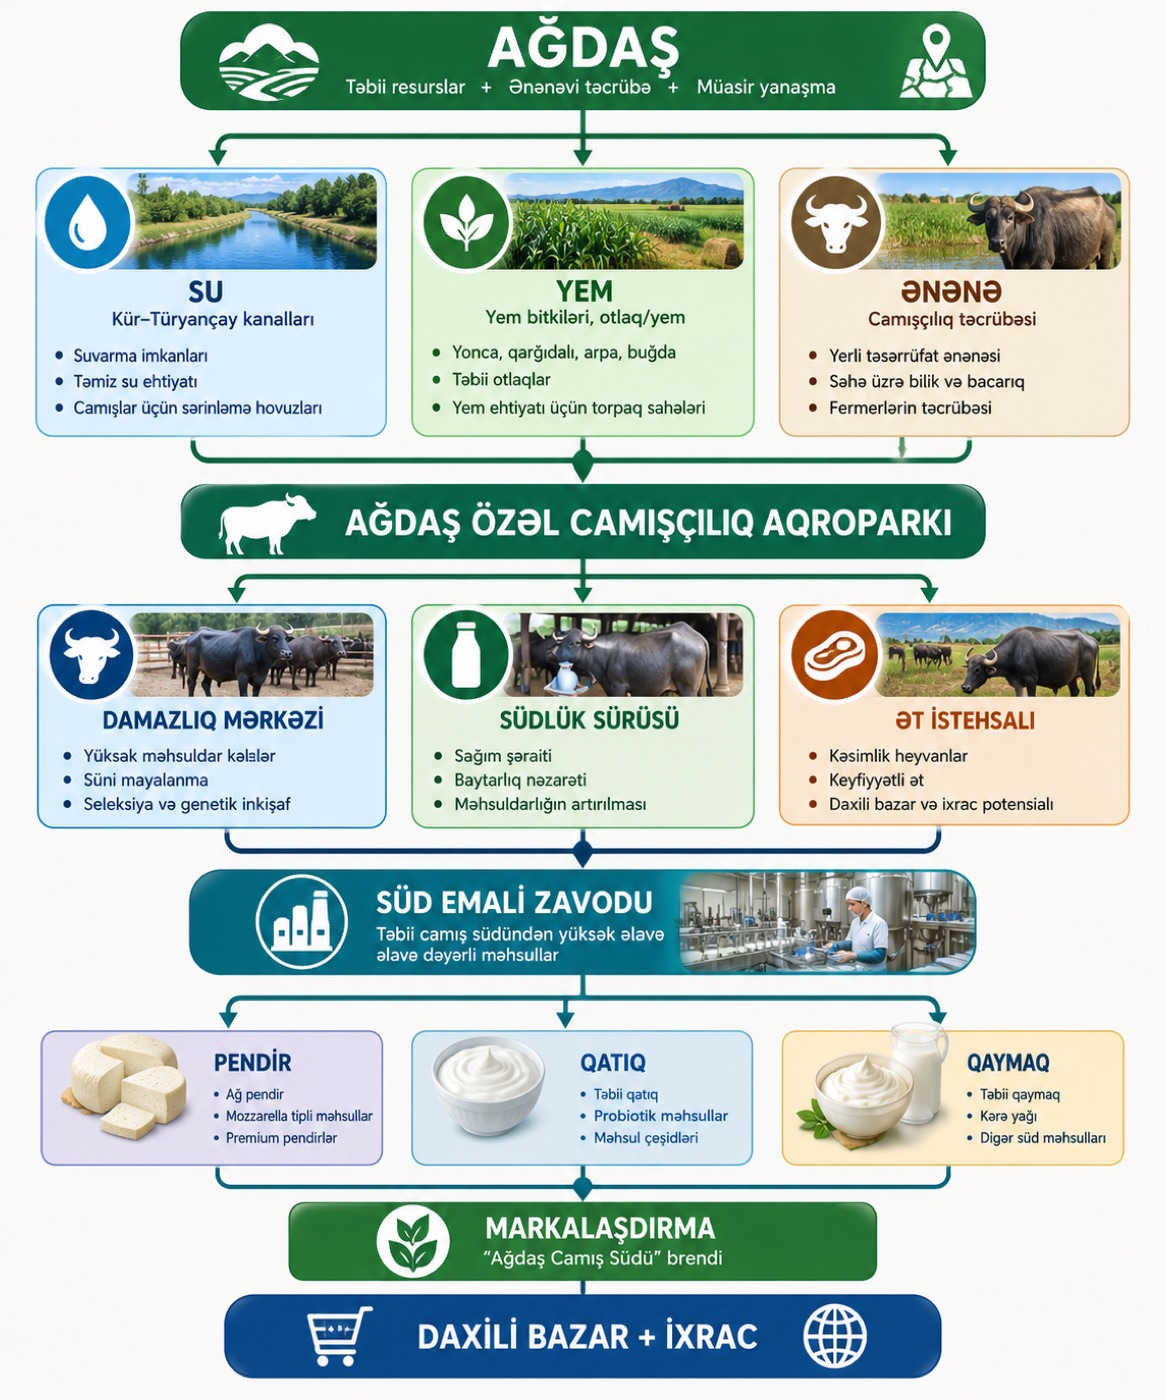 AĞDAŞ
Təbii resurslar + Ənənəvi təcrübə + Müasir yanaşma
SU
Kür–Türyançay kanalları
• Suvarma imkanları
• Təmiz su ehtiyatı
• Camışlar üçün sərinləmə hovuzları
YEM
Yem bitkiləri, otlaq/yem
• Yonca, qarğıdalı, arpa, buğda
• Təbii otlaqlar
• Yem ehtiyatı üçün torpaq sahələri
ƏNƏNƏ
Camışçılıq təcrübəsi
• Yerli təsərrüfat ənənəsi
• Səhə üzrə bilik və bacarıq
• Fermerlərin təcrübəsi
AĞDAŞ ÖZƏL CAMIŞÇILIQ AQROPARKI
DAMAZLIQ MƏRKƏZİ
• Yüksək məhsuldar kəlslər
• Süni mayalanma
• Seleksiya və genetik inkişaf
SÜDLÜK SÜRÜSÜ
• Sağım şəraiti
• Baytarlıq nəzarəti
• Məhsuldarlığın artırılması
ƏT İSTEHSALI
• Kəsimlik heyvanlar
• Keyfiyyətli ət
• Daxili bazar və ixrac potensialı
SÜD EMALİ ZAVODU
Təbii camış südündən yüksək əlavə
əlavə dəyərli məhsullar
PENDİR
• Ağ pendir
• Mozzarella tipli məhsullar
• Premium pendirlər
QATIQ
• Təbii qatıq
• Probiotik məhsullar
• Məhsul çeşidləri
QAYMAQ
• Təbii qaymaq
• Kərə yağı
• Digər süd məhsulları
MARKALAŞDIRMA
“Ağdaş Camış Südü” brendi
DAXİLİ BAZAR + İXRAC